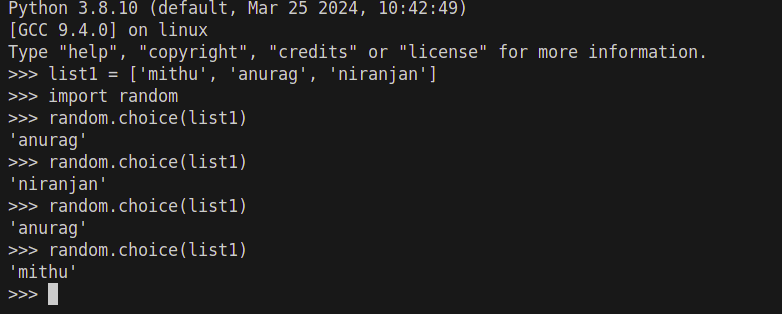 Python 3.8.10 (default, Mar 25 2024, 10:42:49)
[GCC 9.4.0] on linux
Type "help", "copyright", "credits" or "license" for more information.
>>> list1 = ['mithu', 'anurag', 'niranjan']
>>> import random
>>> random.choice(list1)
'anurag'
>>> random.choice(list1)
'niranjan'
>>> random.choice(list1)
'anurag'
>>> random.choice(list1)
'mithu'
>>>